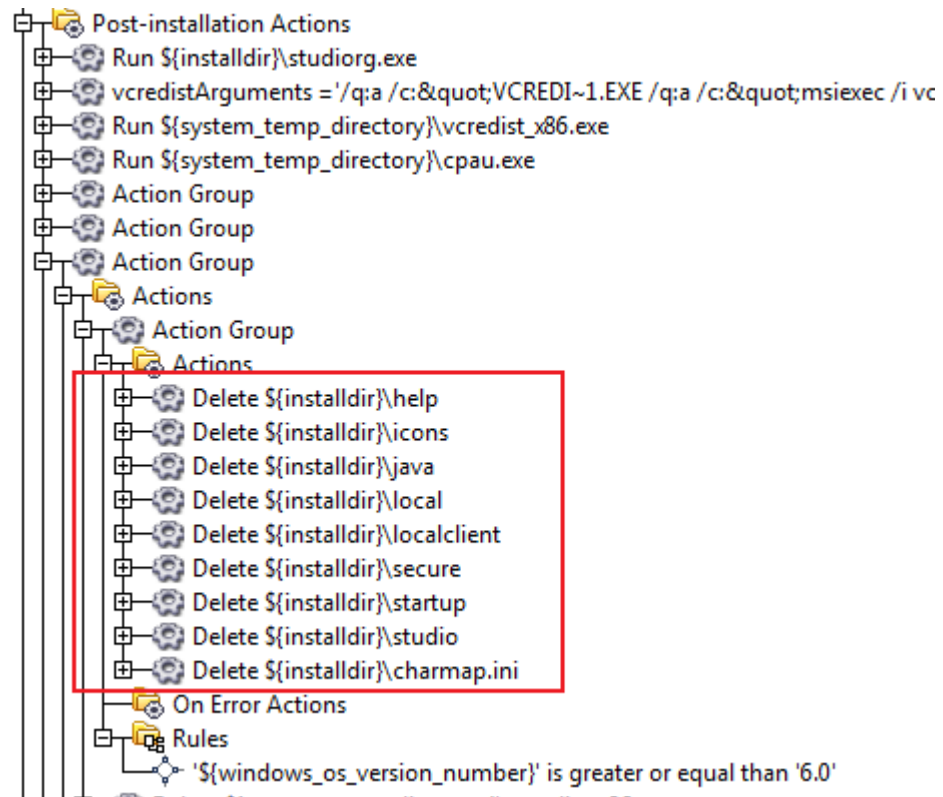 Post-installation Actions
Run ${installdir}\studiorg.exe
vcredistArguments ='/q:a /c:&quot;VCREDI~1.EXE /q:a /c:&quot;msiexec /i vc
Run ${system_temp_directory}\vcredist_x86.exe
Run ${system_temp_directory}\cpau.exe
Action Group
Action Group
Action Group
Actions
Action Group
Actions
Delete ${installdir}\help
Delete ${installdir}\icons
Delete ${installdir}\java
Delete ${installdir}\local
Delete ${installdir}\localclient
Delete ${installdir}\secure
Delete ${installdir}\startup
Delete ${installdir}\studio
Delete ${installdir}\charmap.ini
On Error Actions
Rules
'${windows_os_version_number}' is greater or equal than '6.0'